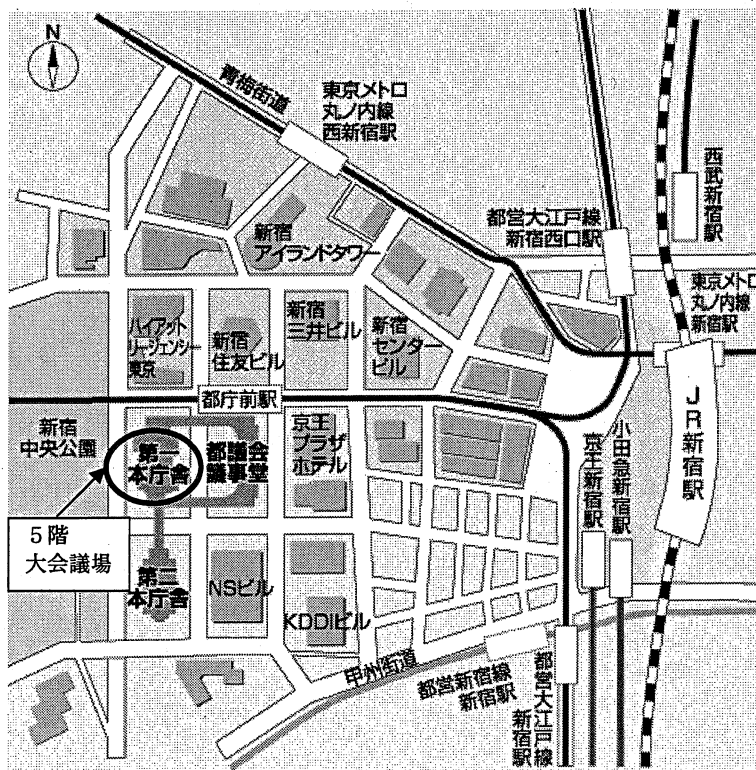 N
青梅街道
東京メトロ
丸ノ内線
西新宿駅
西武新宿駅
都営大江戸線
新宿西口駅
新宿
アイランドタワー
東京メトロ
丸ノ内線
新宿駅
ハイアット
リージェンシー
東京
新宿
住友ビル
新宿
三井ビル
新宿
センター
ビル
都庁前駅
JR新宿駅
新宿
中央公園
第一
本庁舎
都議会
議事堂
京王
プラザ
ホテル
京王新宿駅
小田急新宿駅
5階
大会議場
第二
本庁舎
NSビル
KDDIビル
甲州街道
都営新宿線
新宿駅
都営大江戸線
新宿駅